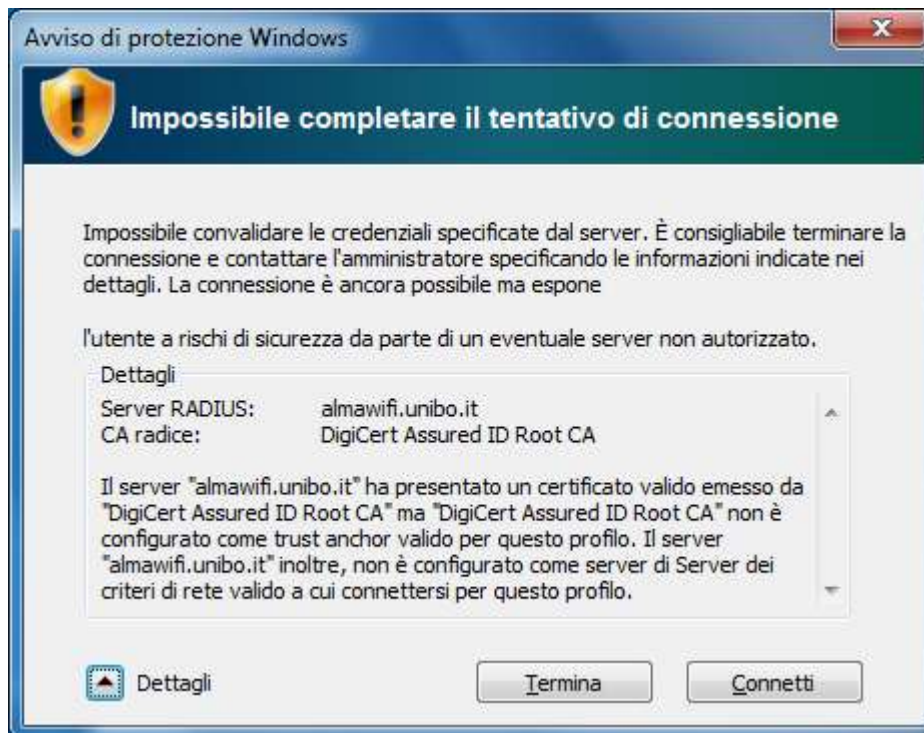 Avviso di protezione Windows
Impossibile completare il tentativo di connessione
Impossibile convalidare le credenziali specificate dal server. È consigliabile terminare la
connessione e contattare l'amministratore specificando le informazioni indicate nei
dettagli. La connessione è ancora possibile ma espone
l'utente a rischi di sicurezza da parte di un eventuale server non autorizzato.
Dettagli
Server RADIUS: almawifi.unibo.it
CA radice: DigiCert Assured ID Root CA
Il server "almawifi.unibo.it" ha presentato un certificato valido emesso da
"DigiCert Assured ID Root CA" ma "DigiCert Assured ID Root CA" non è
configurato come trust anchor valido per questo profilo. Il server
"almawifi.unibo.it" inoltre, non è configurato come server di Server dei
criteri di rete valido a cui connettersi per questo profilo.
Dettagli Termina Connetti